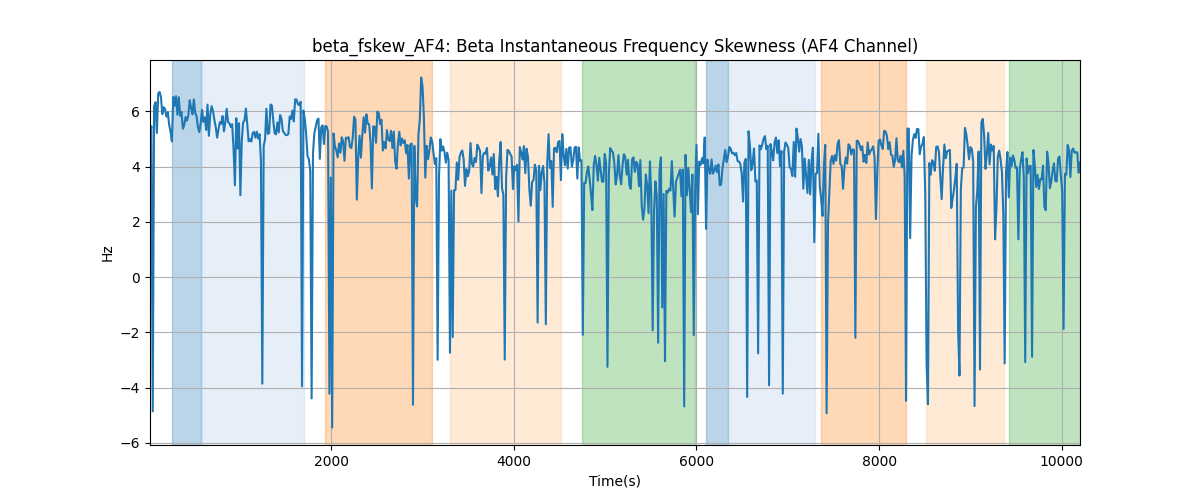 beta_fskew_AF4: Beta Instantaneous Frequency Skewness (AF4 Channel)
6
4
2
0
−2
−4
−6
Hz
2000 4000 6000 8000 10000
Time(s)